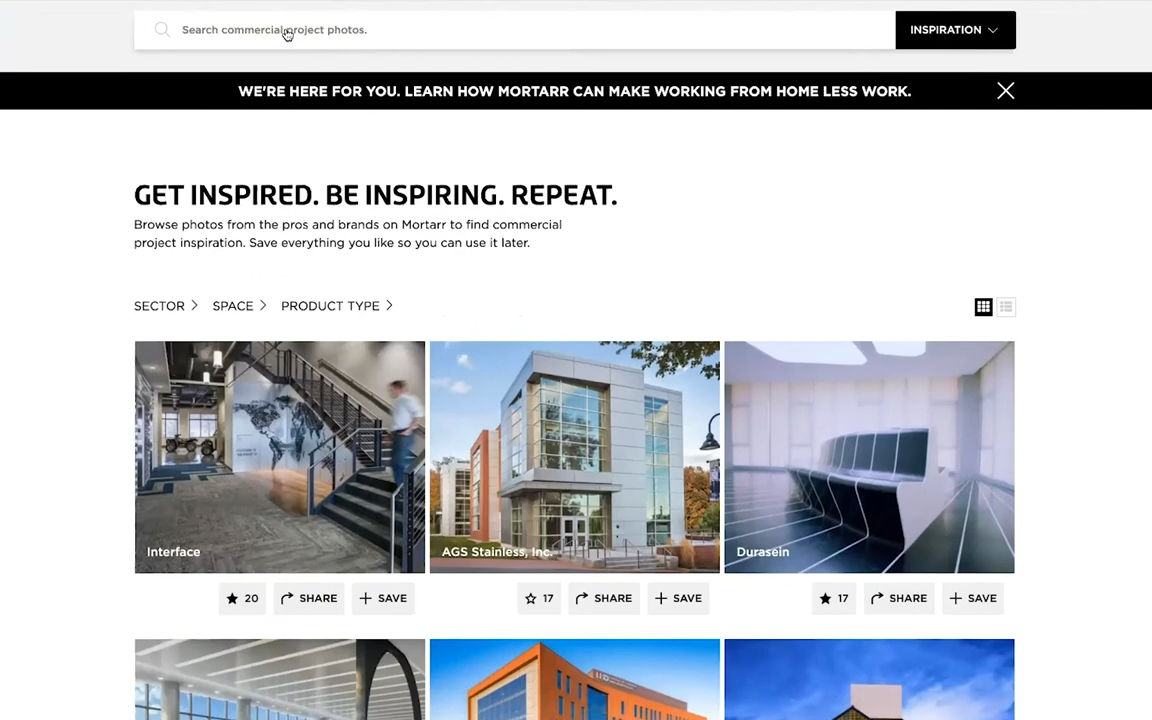 Search commercial project photos.
INSPIRATION
WE'RE HERE FOR YOU. LEARN HOW MORTARR CAN MAKE WORKING FROM HOME LESS WORK.
GET INSPIRED. BE INSPIRING. REPEAT.
Browse photos from the pros and brands on Mortarr to find commercial
project inspiration. Save everything you like so you can use it later.
SECTOR SPACE PRODUCT TYPE
Interface
AGS Stainless, Inc.
Durasein
20 SHARE SAVE
17 SHARE SAVE
17 SHARE SAVE